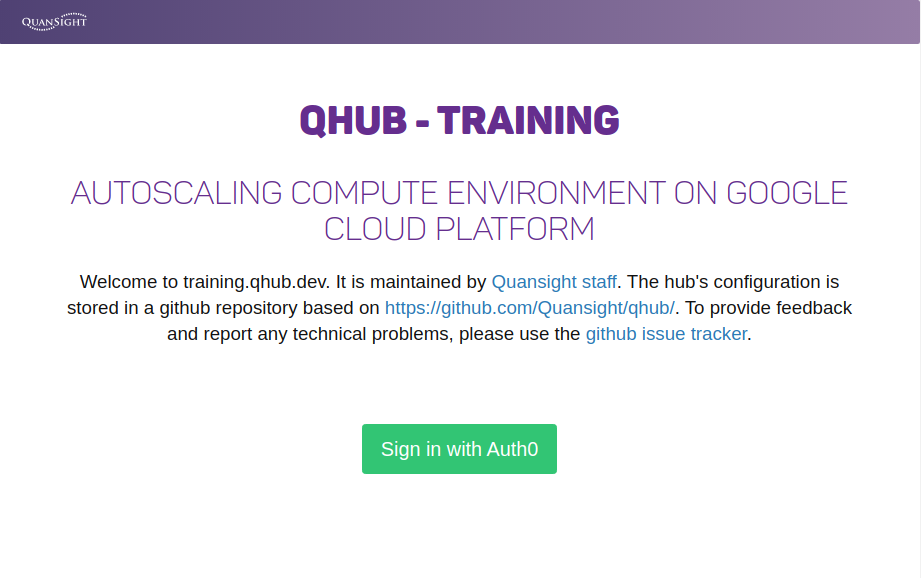 QUANSIGHT
QHUB - TRAINING
AUTOSCALING COMPUTE ENVIRONMENT ON GOOGLE
CLOUD PLATFORM
Welcome to training.qhub.dev. It is maintained by Quansight staff. The hub's configuration is
stored in a github repository based on https://github.com/Quansight/qhub/. To provide feedback
and report any technical problems, please use the github issue tracker.
Sign in with Auth0